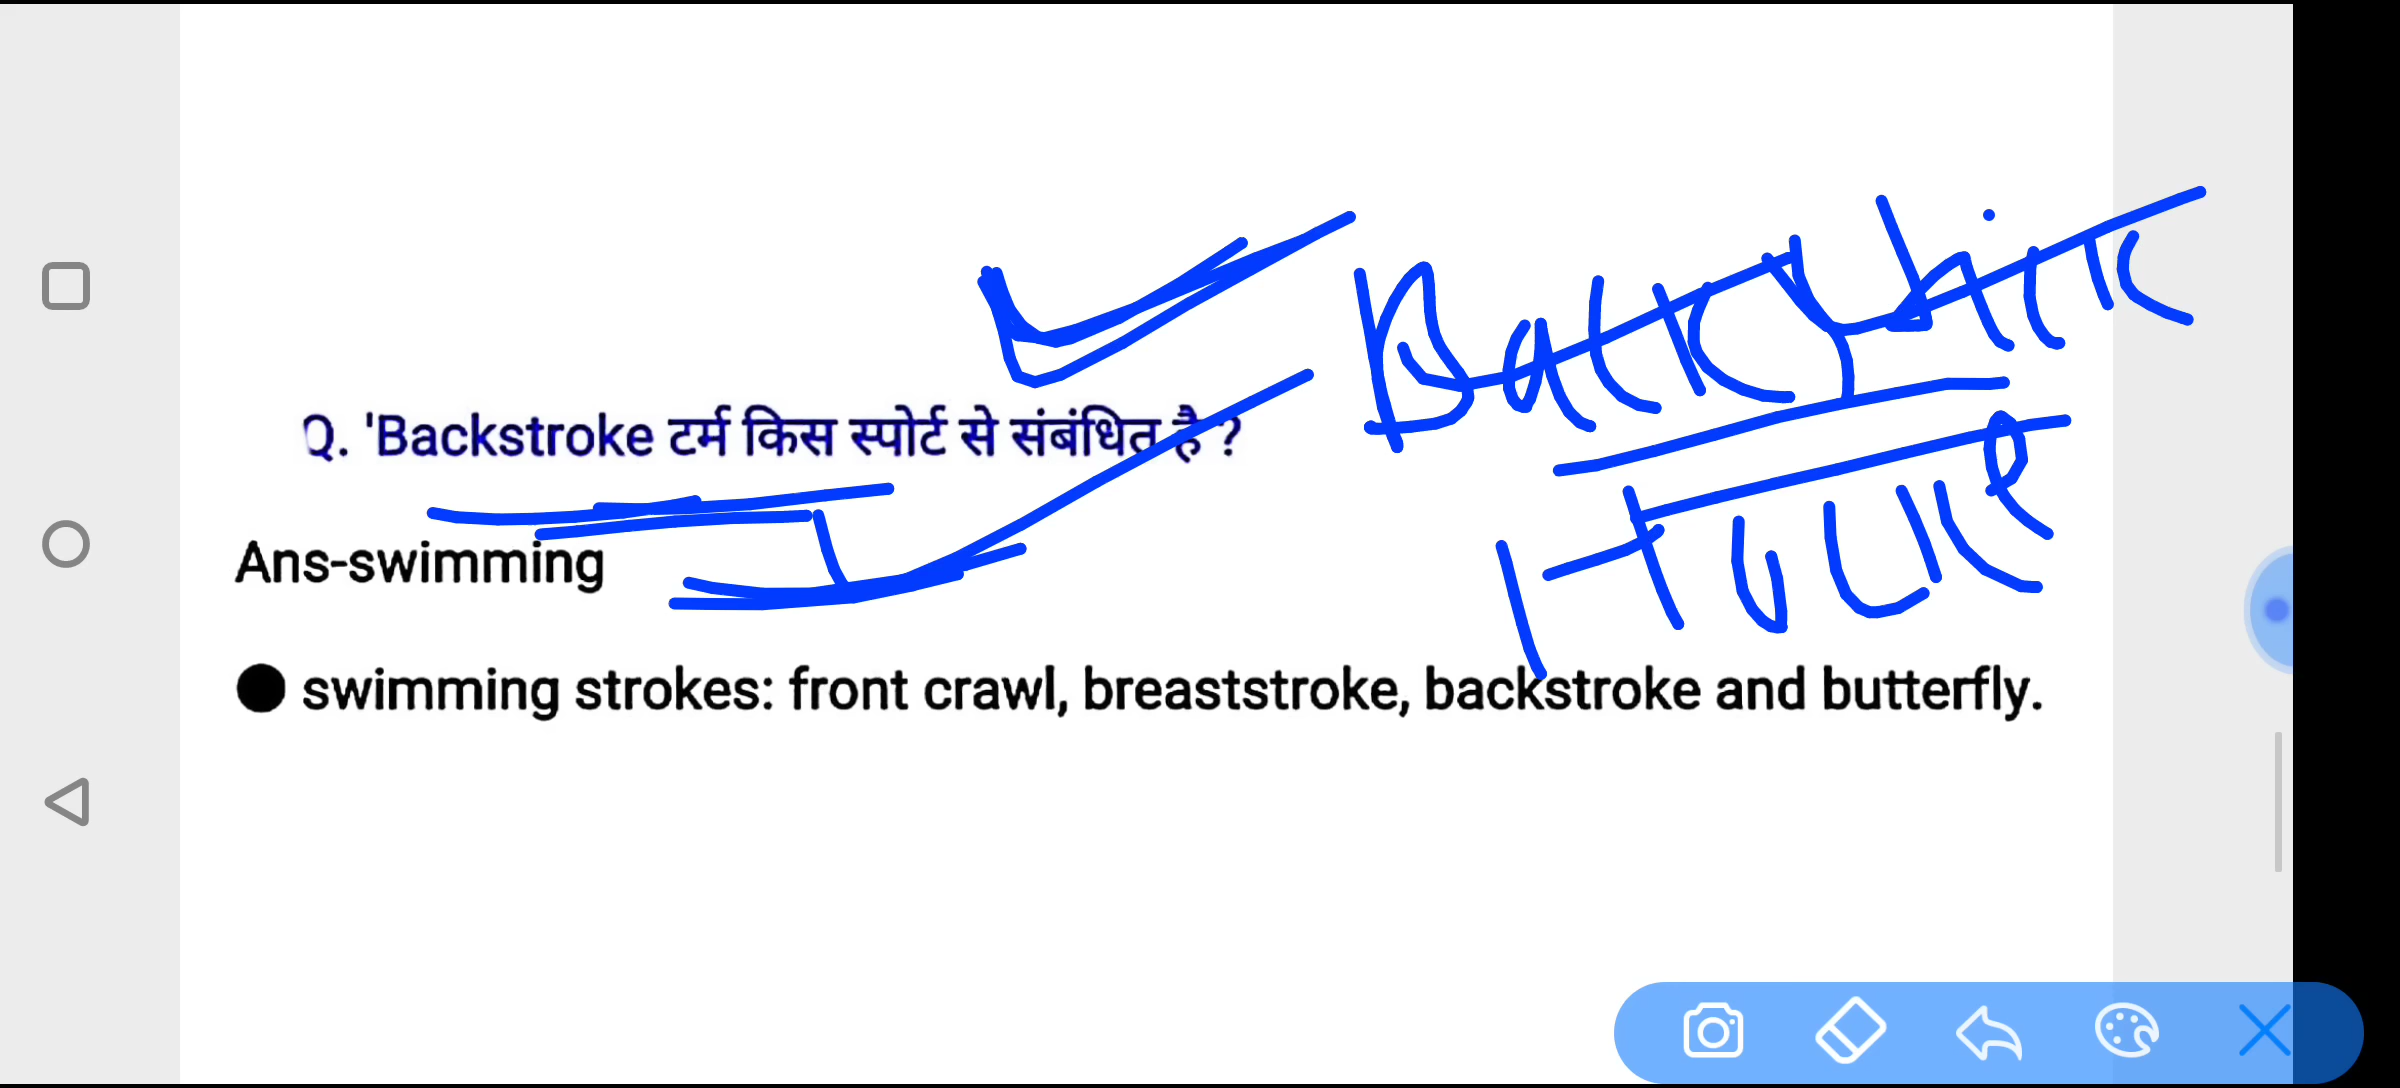 Q. 'Backstroke टर्म किस स्पोर्ट से संबंधित है ?
Ans-swimming
● swimming strokes: front crawl, breaststroke, backstroke and butterfly.